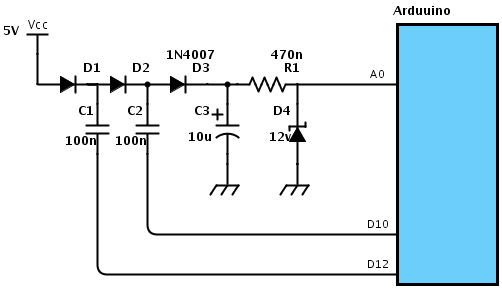 Arduuino
5V Vcc
1N4007 470n
D1 D2 D3 R1 A0
C1 C2 C3 D4
100n 100n 10u 12v
D10
D12